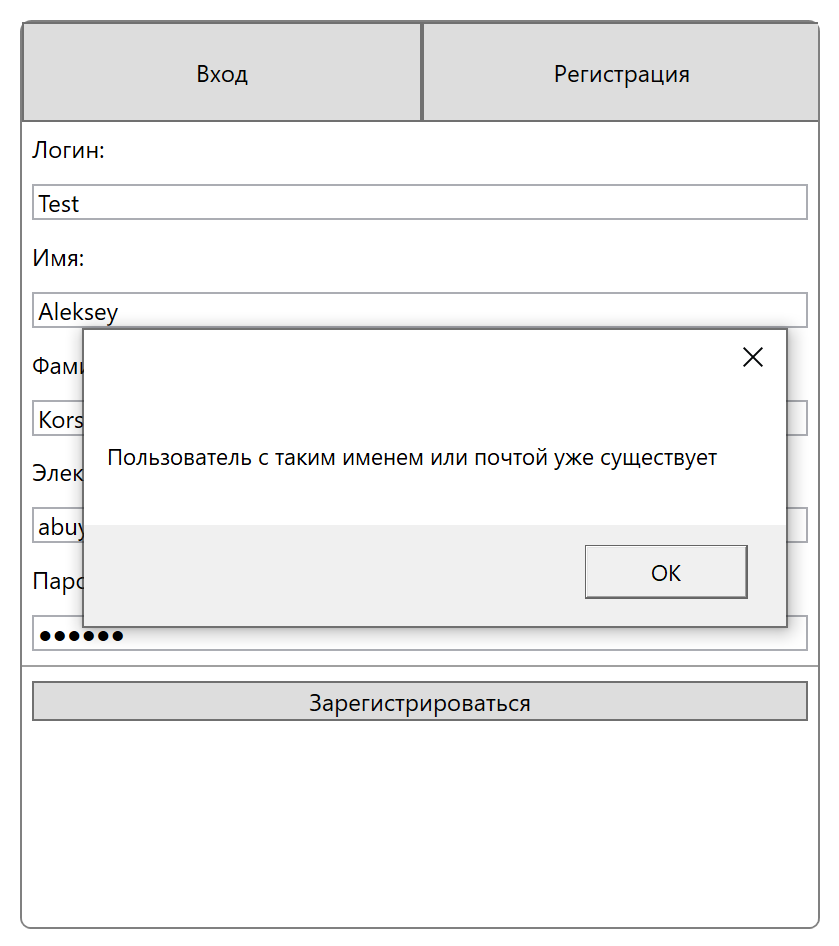 Вход
Регистрация
Логин:
Test
Имя:
Aleksey
Пользователь с таким именем или почтой уже существует
OK
Зарегистрироваться